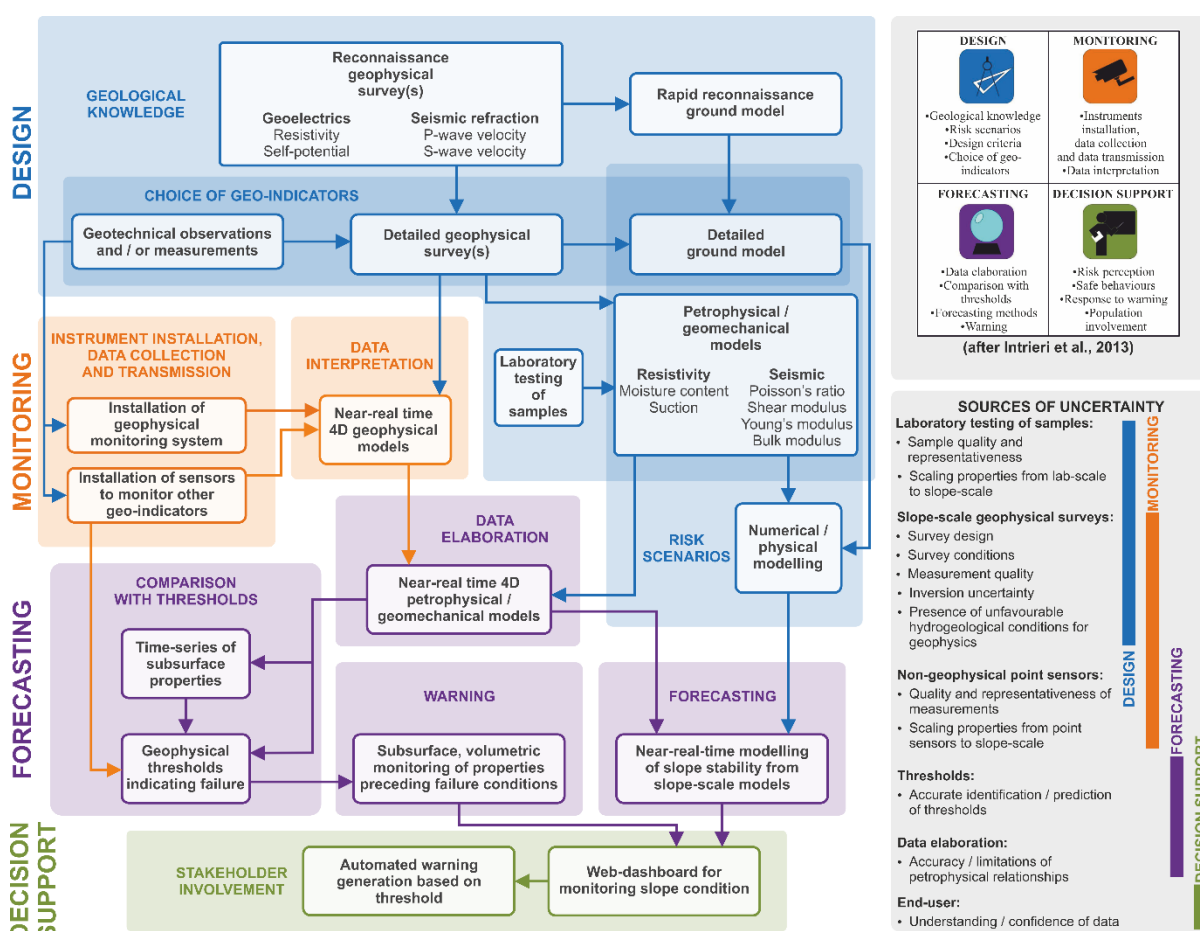 DESIGN
GEOLOGICAL
KNOWLEDGE
Reconnaissance
geophysical
survey(s)
Geoelectrics
Resistivity
Self-potential
Seismic refraction
P-wave velocity
S-wave velocity
Rapid reconnaissance
ground model
CHOICE OF GEO-INDICATORS
Geotechnical observations
and / or measurements
Detailed geophysical
survey(s)
Detailed
ground model
MONITORING
INSTRUMENT INSTALLATION,
DATA COLLECTION
AND TRANSMISSION
Installation of
geophysical
monitoring system
Installation of sensors
to monitor other
geo-indicators
DATA
INTERPRETATION
Near-real time
4D geophysical
models
Laboratory
testing
of
samples
Petrophysical /
geomechanical
models
Resistivity
Moisture content
Suction
Seismic
Poisson's ratio
Shear modulus
Young's modulus
Bulk modulus
RISK
SCENARIOS
Numerical /
physical
modelling
FORECASTING
DATA
ELABORATION
Near-real time 4D
petrophysical /
geomechanical models
COMPARISON
WITH THRESHOLDS
Time-series of
subsurface
properties
Geophysical
thresholds
indicating failure
WARNING
Subsurface, volumetric
monitoring of properties
preceding failure conditions
FORECASTING
Near-real-time modelling
of slope stability from
slope-scale models
DECISION
SUPPORT
STAKEHOLDER
INVOLVEMENT
Automated warning
generation based on
threshold
Web-dashboard for
monitoring slope condition
DESIGN
•Geological knowledge
•Risk scenarios
•Design criteria
•Choice of geo-
indicators
MONITORING
•Instruments
installation,
data collection
and data transmission
•Data interpretation
FORECASTING
•Data elaboration
•Comparison with
thresholds
•Forecasting methods
•Warning
DECISION SUPPORT
•Risk perception
•Safe behaviours
•Response to warning
•Population
involvement
(after Intrieri et al., 2013)
SOURCES OF UNCERTAINTY
Laboratory testing of samples:
• Sample quality and
representativeness
• Scaling properties from lab-scale
to slope-scale
Slope-scale geophysical surveys:
• Survey design
• Survey conditions
• Measurement quality
• Inversion uncertainty
• Presence of unfavourable
hydrogeological conditions for
geophysics
Non-geophysical point sensors:
• Quality and representativeness of
measurements
• Scaling properties from point
sensors to slope-scale
Thresholds:
• Accurate identification / prediction
of thresholds
Data elaboration:
• Accuracy / limitations of
petrophysical relationships
End-user:
• Understanding / confidence of data
DESIGN
MONITORING
FORECASTING
DECISION SUPPORT